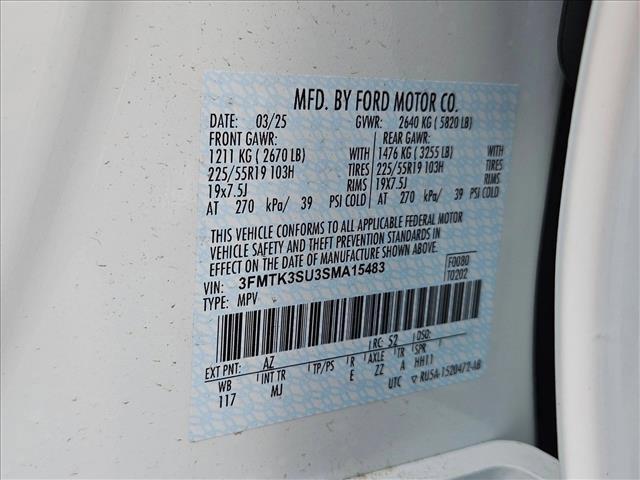 MFD. BY FORD MOTOR CO.
DATE: 03/25 GVWR: 2640 KG ( 5820 LB)
FRONT GAWR: REAR GAWR:
1211 KG ( 2670 LB) WITH 1476 KG ( 3255 LB) WITH
225/55R19 103H TIRES 225/55R19 103H TIRES
19x7.5J RIMS 19x7.5J RIMS
AT 270 kPa/ 39 PSI COLD AT 270 kPa/ 39 PSI COLD
THIS VEHICLE CONFORMS TO ALL APPLICABLE FEDERAL MOTOR
VEHICLE SAFETY AND THEFT PREVENTION STANDARDS IN
EFFECT ON THE DATE OF MANUFACTURE SHOWN ABOVE.
VIN: 3FMTK3SU3SMA15483 F0080
TYPE: MPV T0202
EXT PNT: AZ RC: 52 DSO:
WB INT TR TP/PS R AXLE TR SPR
117 MJ E ZZ A HH11
UTC ▽ RU5A-1520472-AB